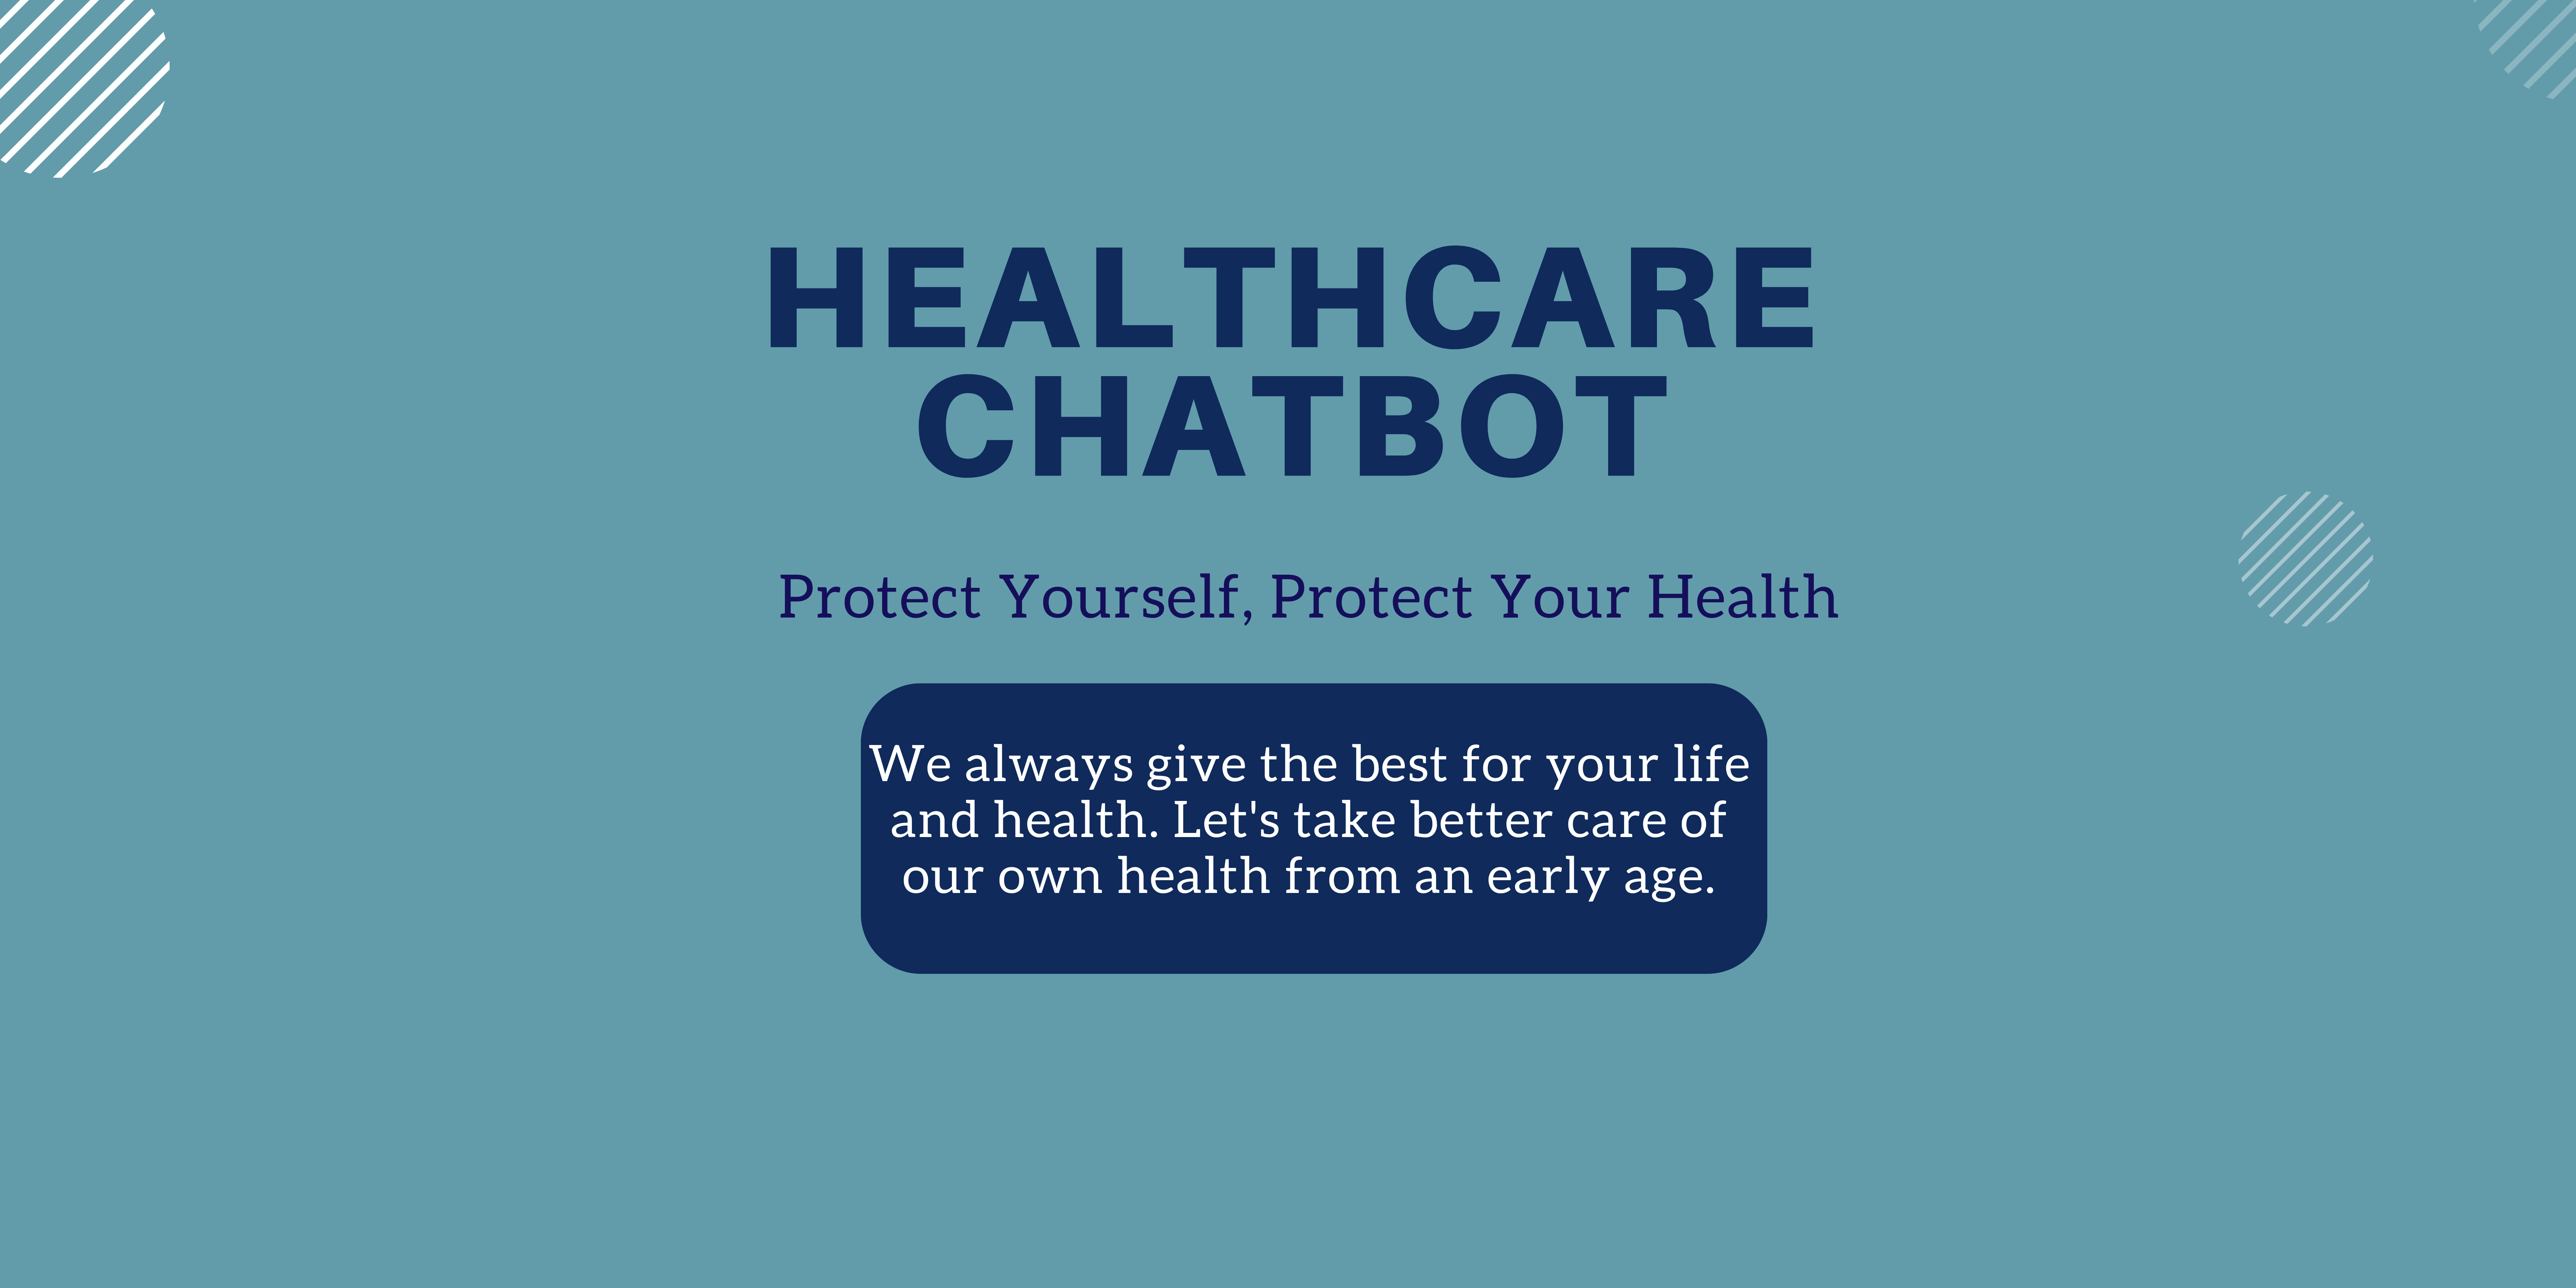 HEALTHCARE
CHATBOT
Protect Yourself, Protect Your Health
We always give the best for your life
and health. Let's take better care of
our own health from an early age.